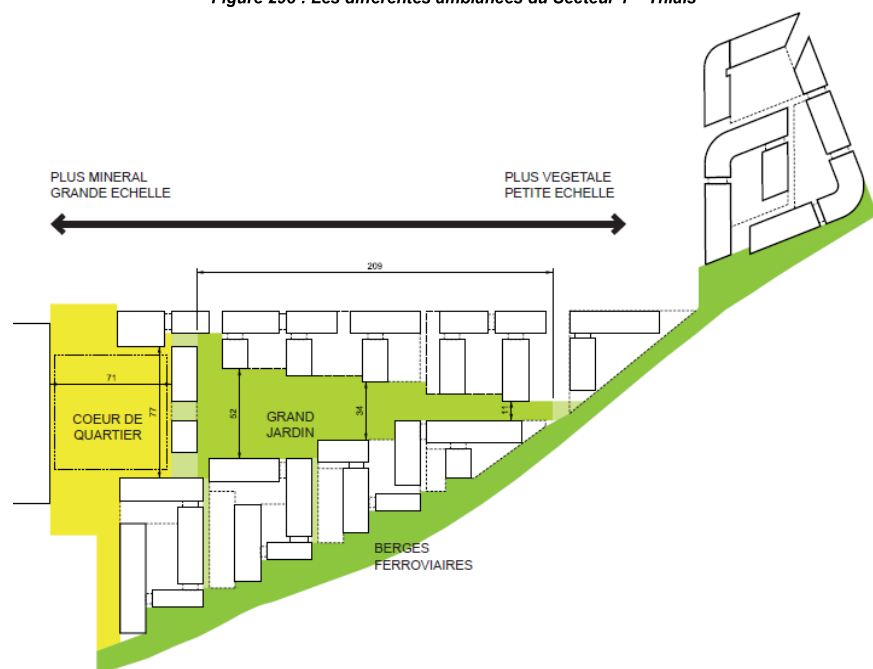 PLUS MINERAL
GRANDE ECHELLE
PLUS VEGETALE
PETITE ECHELLE
209
71
77
COEUR DE
QUARTIER
52
GRAND
JARDIN
34
11
BERGES
FERROVIAIRES